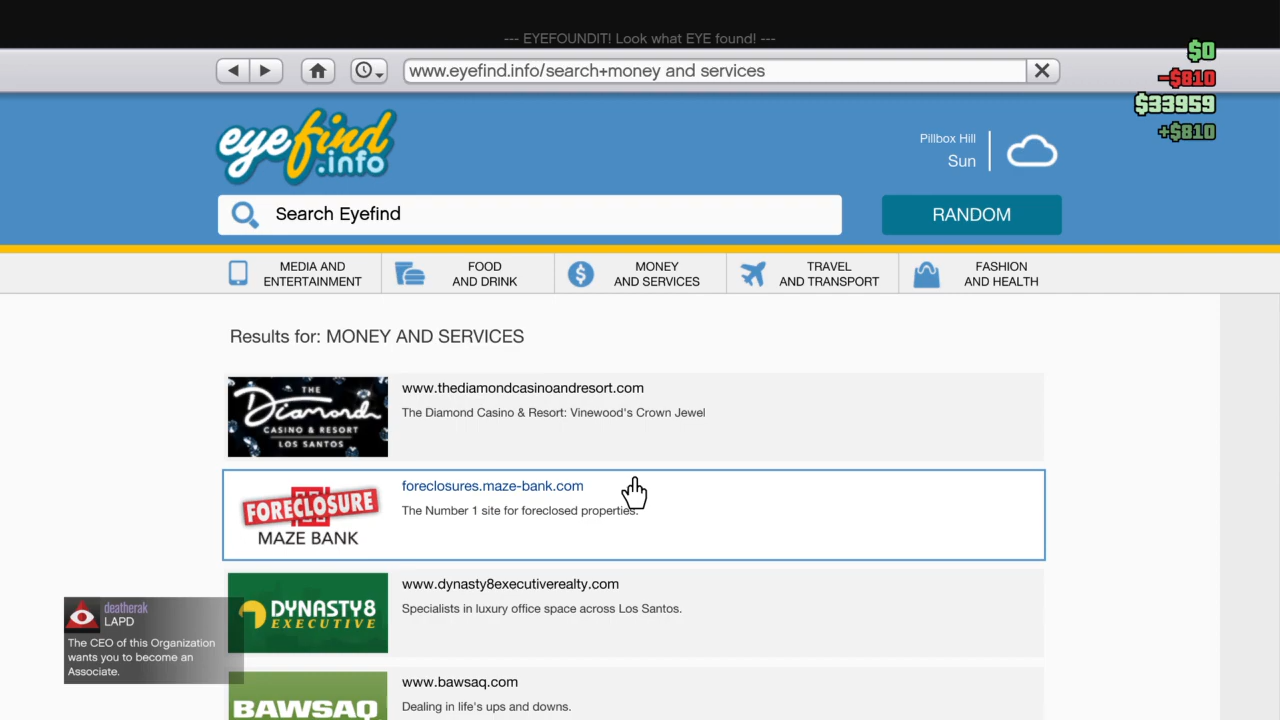 --- EYEFOUNDIT! Look what EYE found! ---
www.eyefind.info/search+money and services
$0
-$810
$33959
+$810
eyefind
.info
Pillbox Hill
Sun
Search Eyefind
RANDOM
MEDIA AND
ENTERTAINMENT
FOOD
AND DRINK
MONEY
AND SERVICES
TRAVEL
AND TRANSPORT
FASHION
AND HEALTH
Results for: MONEY AND SERVICES
THE
Diamond
CASINO & RESORT
LOS SANTOS
www.thediamondcasinoandresort.com
The Diamond Casino & Resort: Vinewood's Crown Jewel
FORECLOSURE
MAZE BANK
foreclosures.maze-bank.com
The Number 1 site for foreclosed properties.
DYNASTY8
EXECUTIVE
www.dynasty8executiverealty.com
Specialists in luxury office space across Los Santos.
deatherak
LAPD
The CEO of this Organization
wants you to become an
Associate.
BAWSAQ
www.bawsaq.com
Dealing in life's ups and downs.